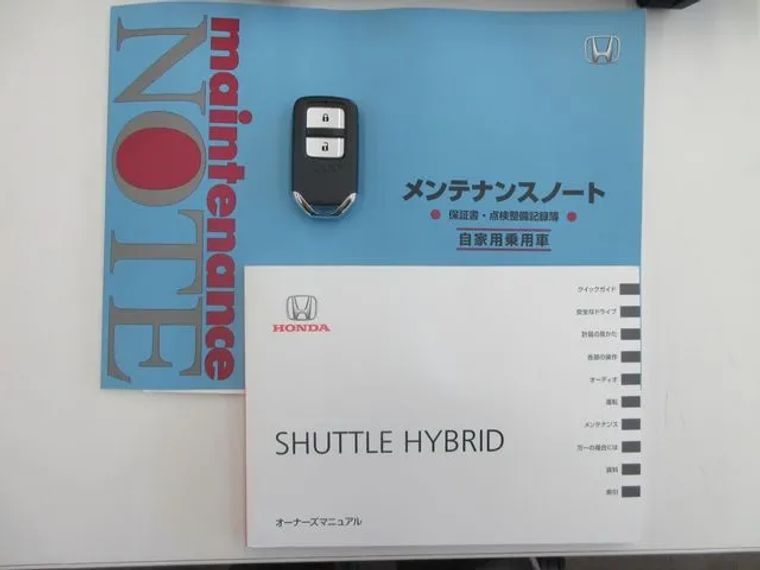 maintenance
NOTE
メンテナンスノート
保証書・点検整備記録簿
自家用乗用車
HONDA
SHUTTLE HYBRID
オーナーズマニュアル
クイックガイド
安全なドライブ
計器の見かた
各部の操作
オーディオ
運転
メンテナンス
万一の場合には
資料
索引